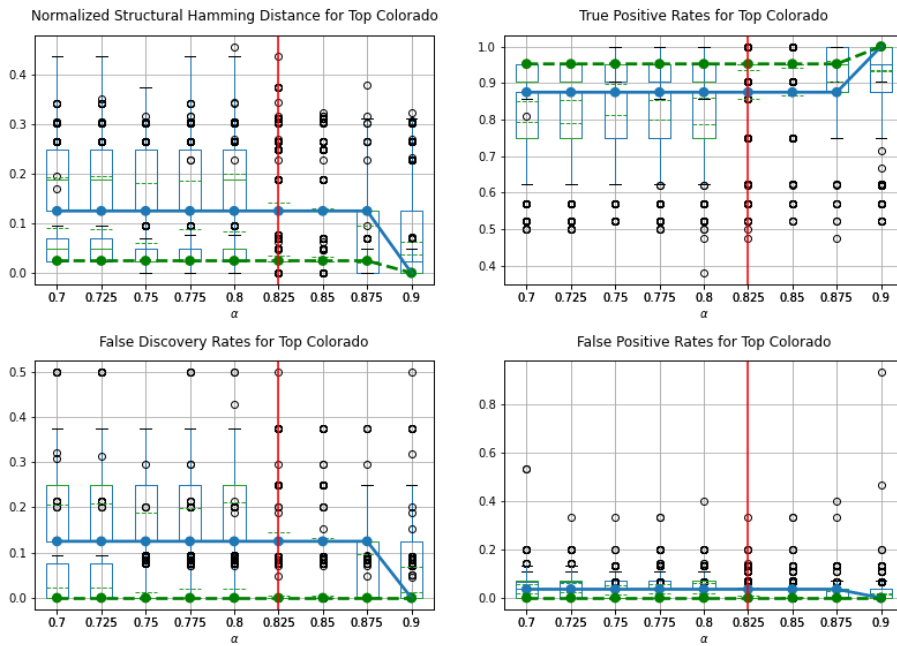 Normalized Structural Hamming Distance for Top Colorado
0.4
0.3
0.2
0.1
0.0
0.7 0.725 0.75 0.775 0.8 0.825 0.85 0.875 0.9
α
True Positive Rates for Top Colorado
1.0
0.9
0.8
0.7
0.6
0.5
0.4
0.7 0.725 0.75 0.775 0.8 0.825 0.85 0.875 0.9
α
False Discovery Rates for Top Colorado
0.5
0.4
0.3
0.2
0.1
0.0
0.7 0.725 0.75 0.775 0.8 0.825 0.85 0.875 0.9
α
False Positive Rates for Top Colorado
0.8
0.6
0.4
0.2
0.0
0.7 0.725 0.75 0.775 0.8 0.825 0.85 0.875 0.9
α